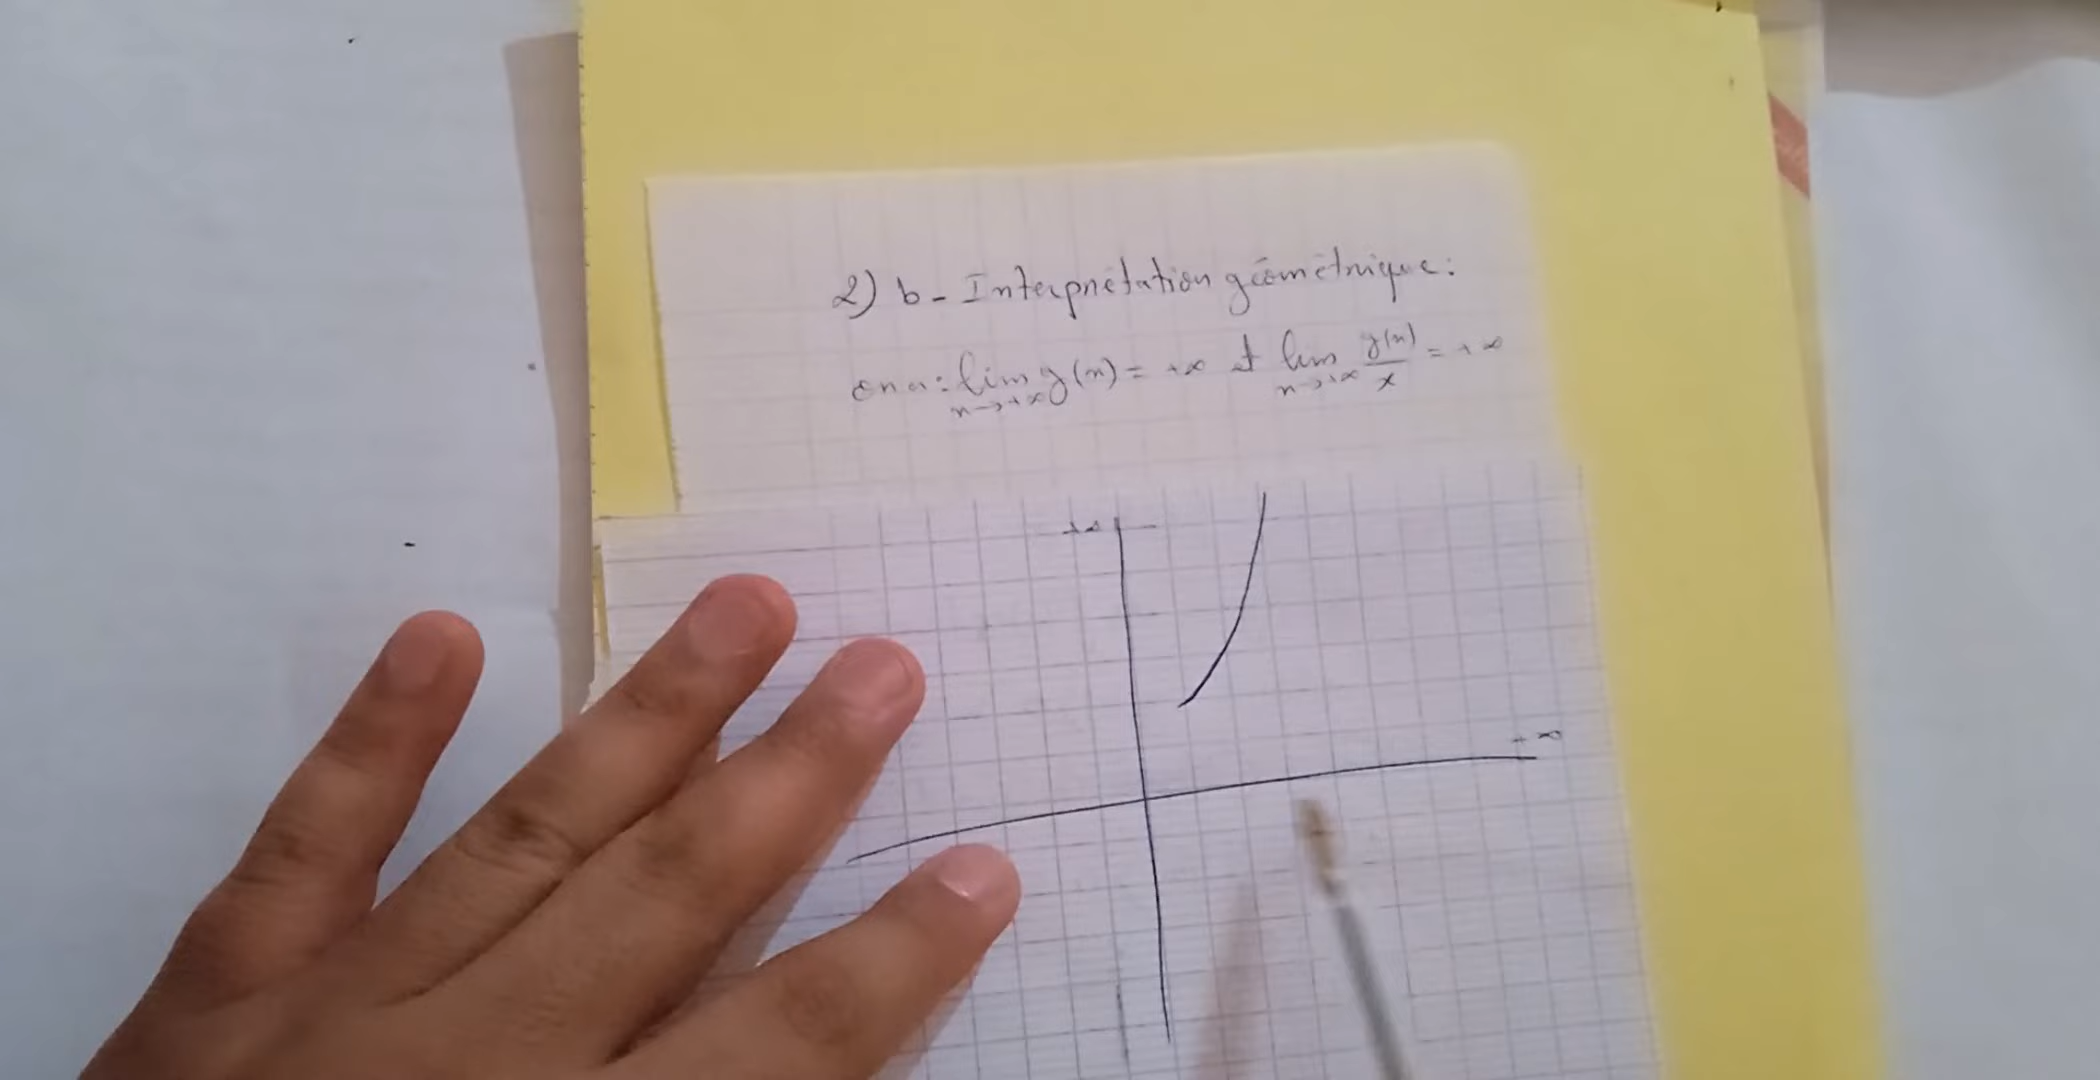 2) b - Interprétation géométrique:
on a: lim g(x) = +∞ et lim g(x)/x = +∞
x→+∞ x→+∞
+∞
+∞